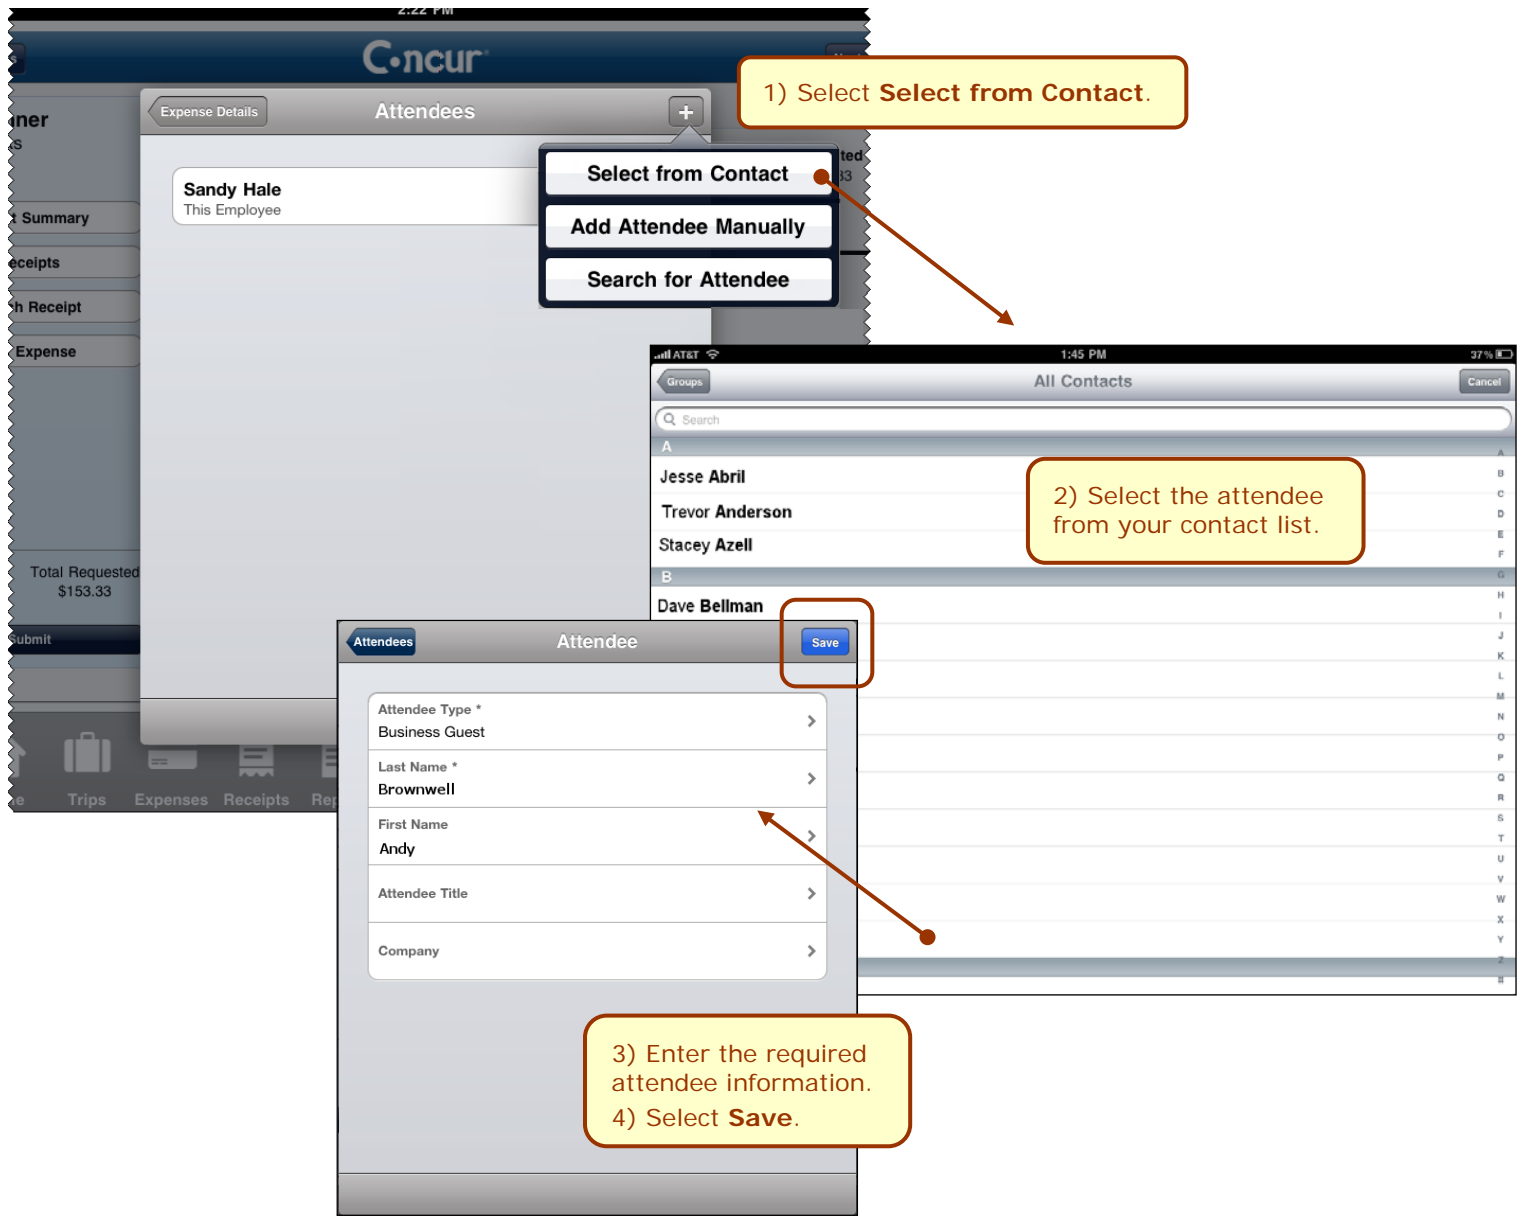 2:22 PM
C•ncur
Expense Details
Attendees
+
1) Select Select from Contact.
ner
ted
Sandy Hale
This Employee
Select from Contact
Add Attendee Manually
Search for Attendee
t Summary
eceipts
h Receipt
Expense
Total Requested
$153.33
Submit
Trips
Expenses
Receipts
Rep
AT&T
1:45 PM
37%
Groups
All Contacts
Cancel
Search
A
Jesse Abril
Trevor Anderson
Stacey Azell
B
Dave Bellman
2) Select the attendee
from your contact list.
A
B
C
D
E
F
G
H
I
J
K
L
M
N
O
P
Q
R
S
T
U
V
W
X
Y
Z
#
Attendees
Attendee
Save
Attendee Type *
Business Guest
Last Name *
Brownwell
First Name
Andy
Attendee Title
Company
3) Enter the required
attendee information.
4) Select Save.